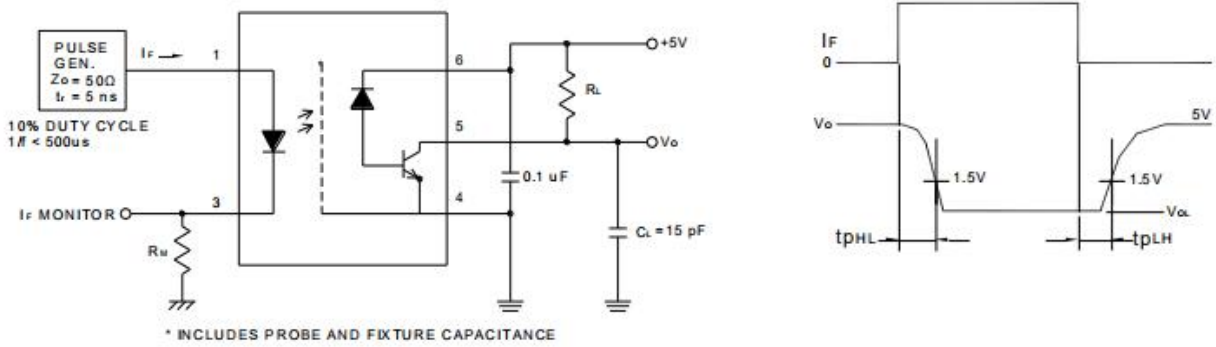 PULSE
GEN.
Zo = 50Ω
tr = 5 ns
10% DUTY CYCLE
1/f < 500us
IF
1
6
+5V
RL
5
Vo
0.1 uF
4
3
IF MONITOR
RM
CL = 15 pF
* INCLUDES PROBE AND FIXTURE CAPACITANCE
IF
0
Vo
5V
1.5V
1.5V
VOL
tpHL
tpLH